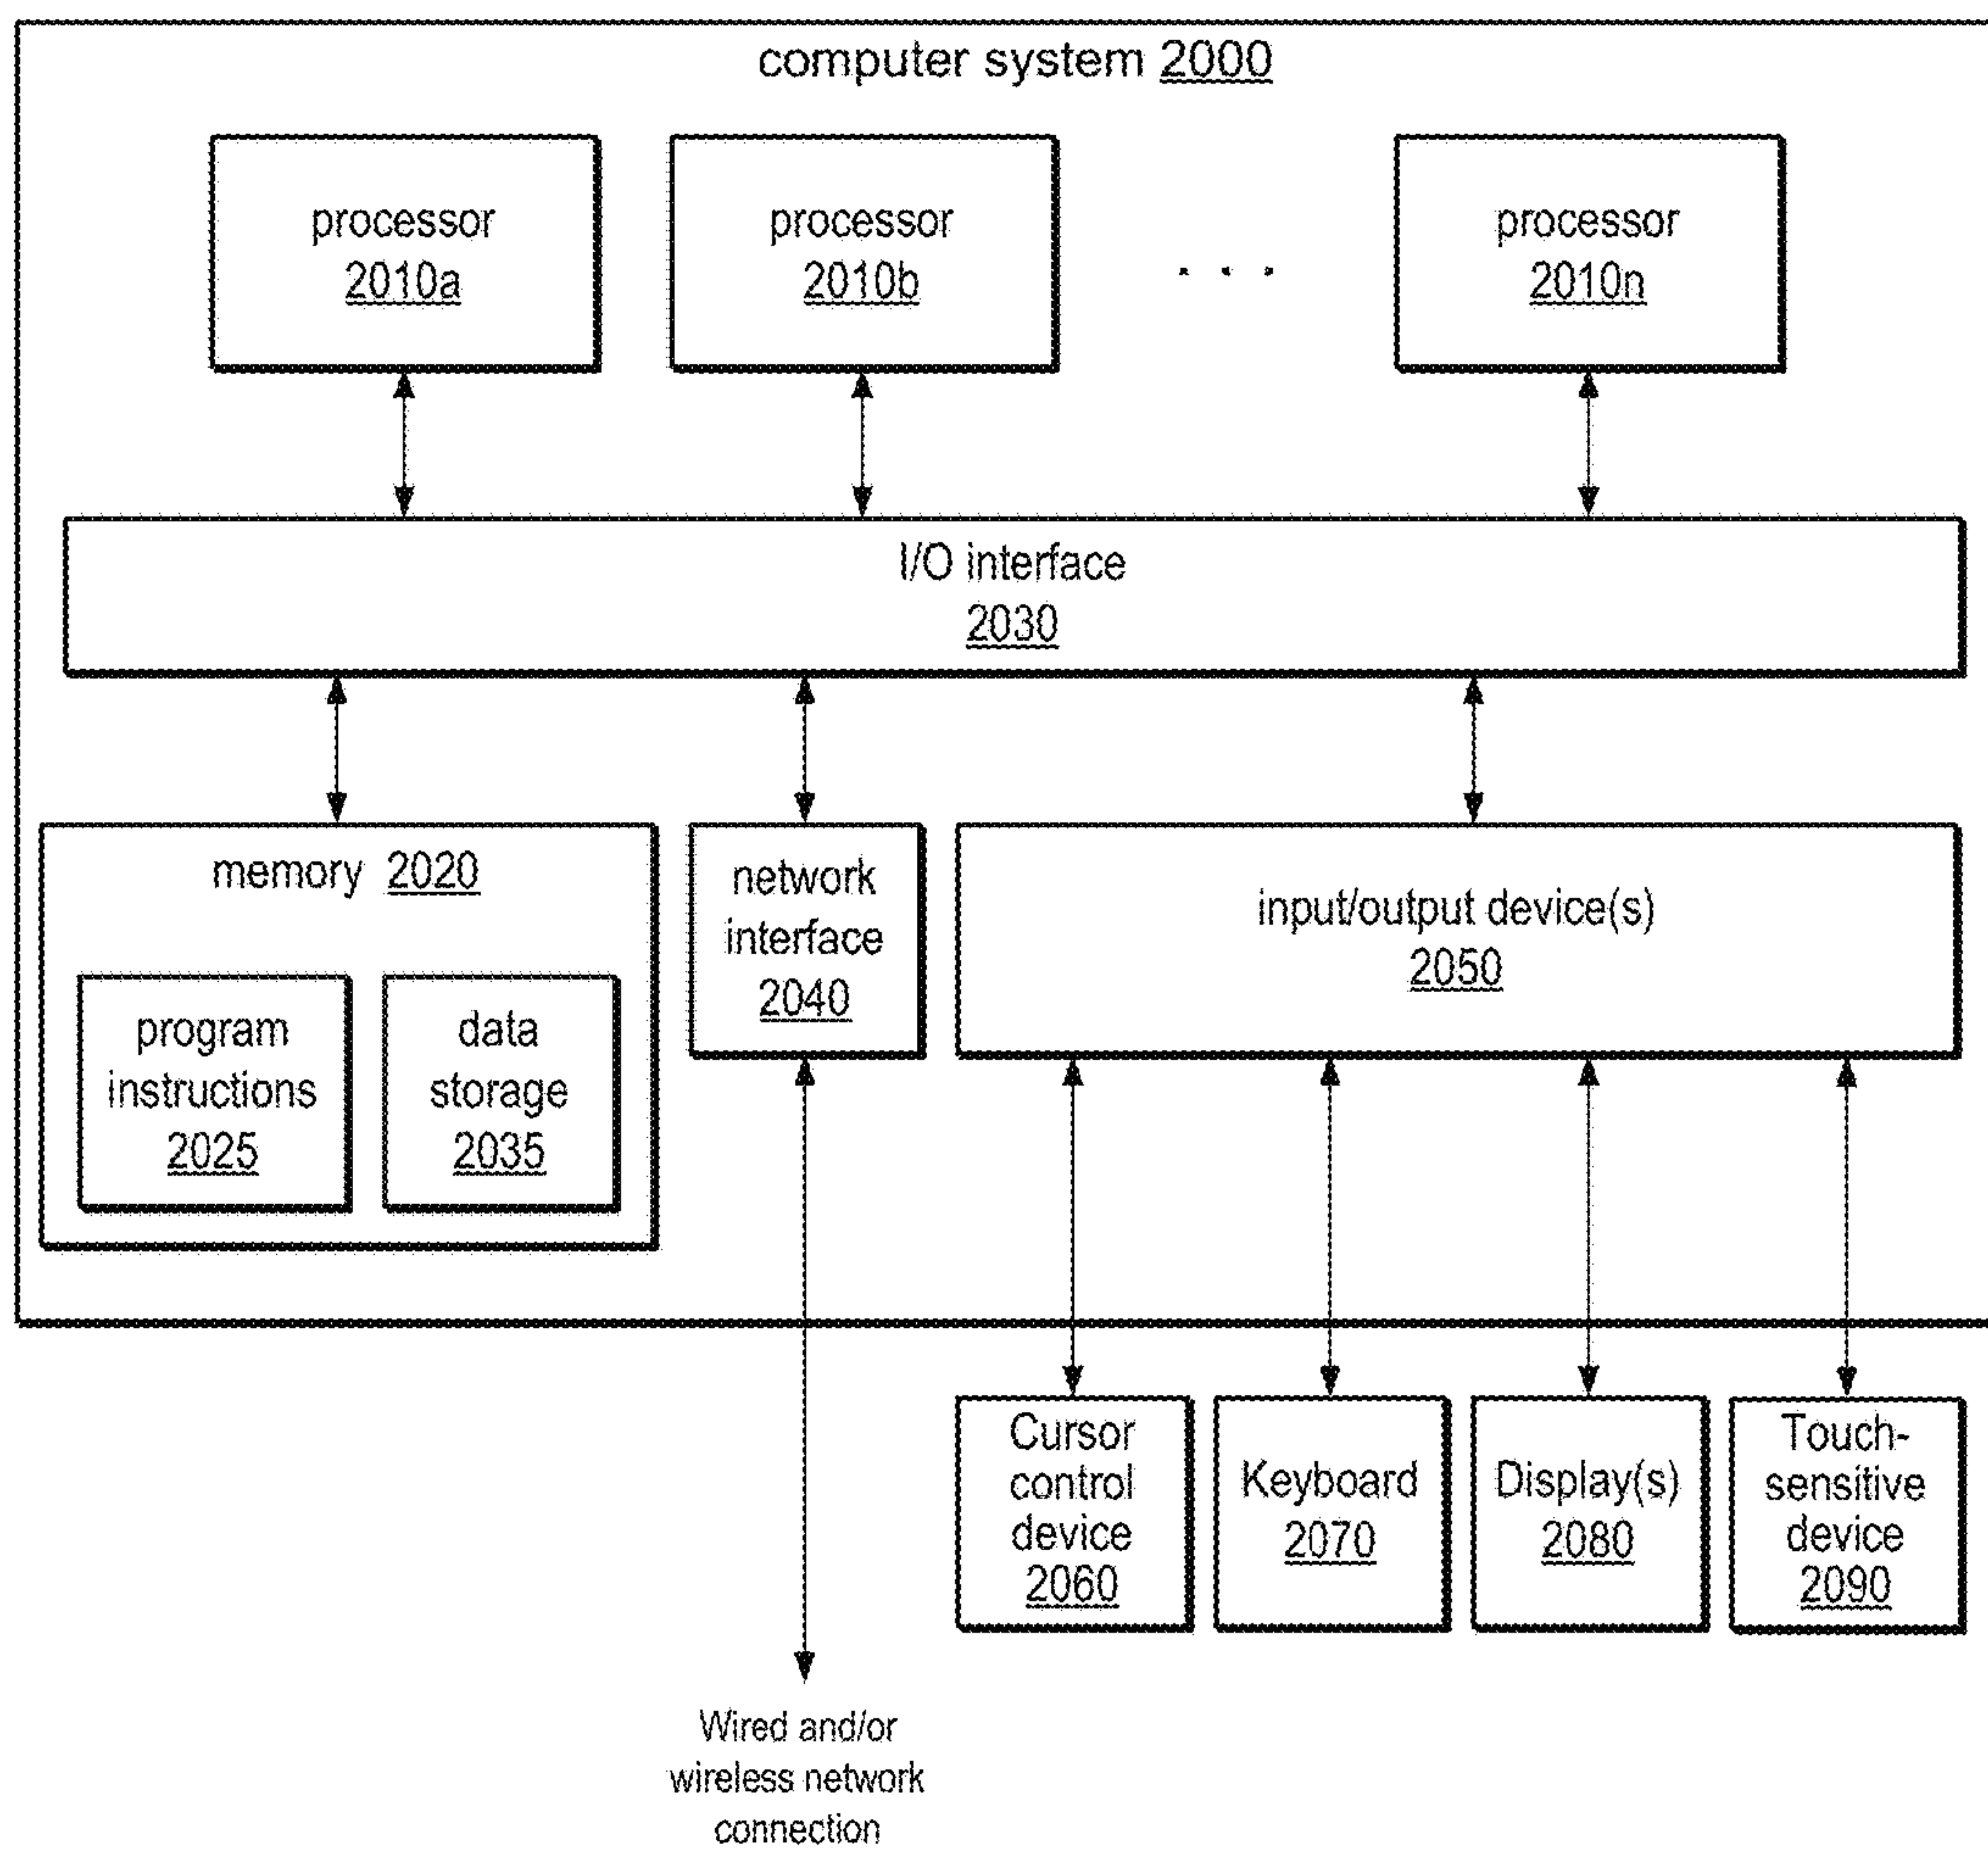 computer system 2000
processor
2010a
processor
2010b
. . .
processor
2010n
I/O interface
2030
memory 2020
program
instructions
2025
data
storage
2035
network
interface
2040
input/output device(s)
2050
Cursor
control
device
2060
Keyboard
2070
Display(s)
2080
Touch-
sensitive
device
2090
Wired and/or
wireless network
connection